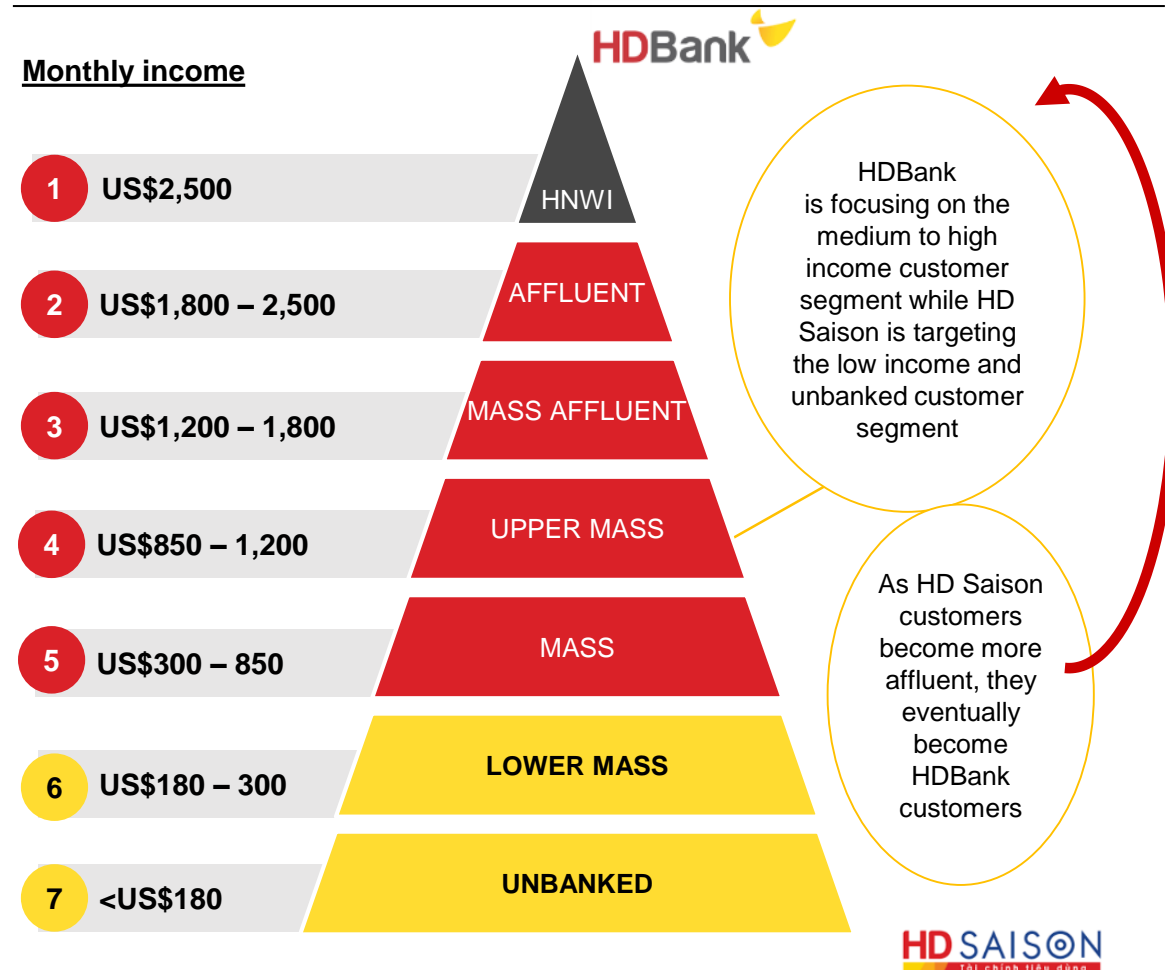 HDBank
Monthly income
1 US$2,500
HNWI
2 US$1,800 – 2,500
AFFLUENT
3 US$1,200 – 1,800
MASS AFFLUENT
4 US$850 – 1,200
UPPER MASS
5 US$300 – 850
MASS
6 US$180 – 300
LOWER MASS
7 <US$180
UNBANKED
HDBank
is focusing on the
medium to high
income customer
segment while HD
Saison is targeting
the low income and
unbanked customer
segment
As HD Saison
customers
become more
affluent, they
eventually
become
HDBank
customers
HD SAISON
Tài chính tiêu dùng